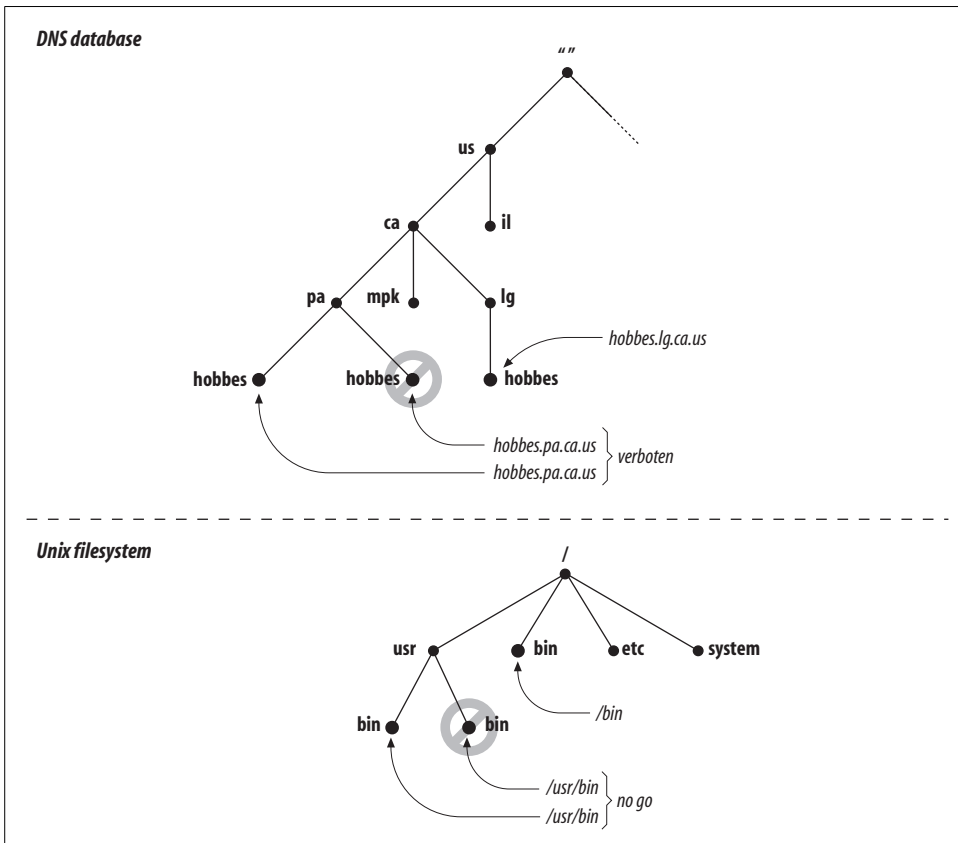 DNS database
“ ”
us
ca
il
pa
mpk
lg
hobbes.lg.ca.us
hobbes
hobbes
hobbes
hobbes.pa.ca.us
verboten
hobbes.pa.ca.us
Unix filesystem
/
usr
bin
etc
system
/bin
bin
bin
/usr/bin
no go
/usr/bin